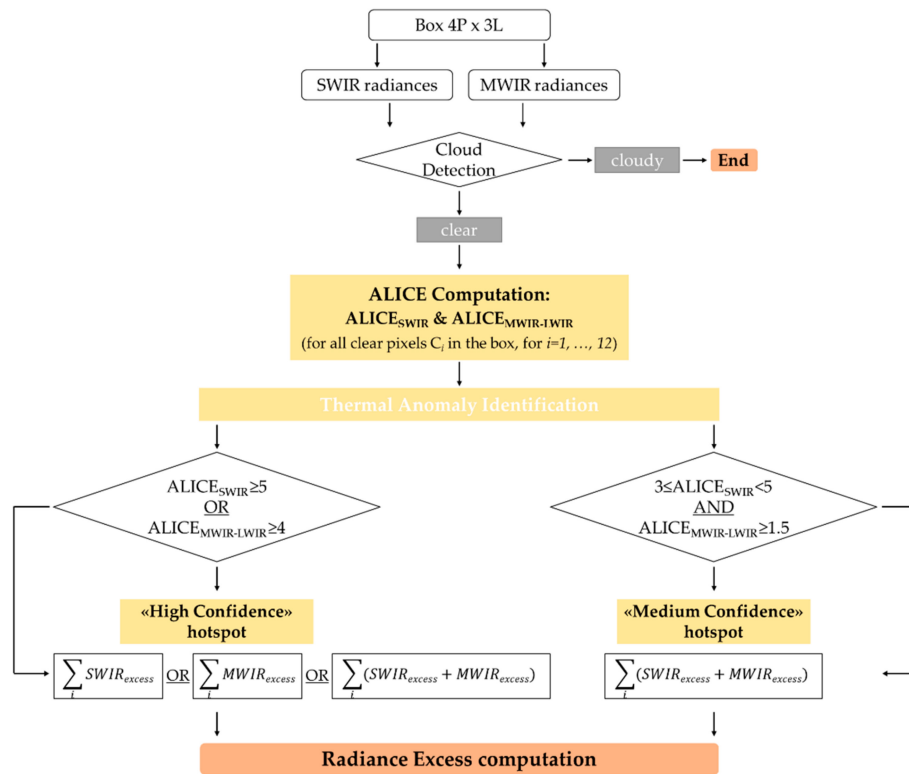 Box 4P x 3L
SWIR radiances
MWIR radiances
Cloud
Detection
cloudy
End
clear
ALICE Computation:
ALICE_SWIR & ALICE_MWIR-LWIR
(for all clear pixels C_i in the box, for i=1, …, 12)
Thermal Anomaly Identification
ALICE_SWIR≥5
OR
ALICE_MWIR-LWIR≥4
3≤ALICE_SWIR<5
AND
ALICE_MWIR-LWIR≥1.5
«High Confidence»
hotspot
«Medium Confidence»
hotspot
∑_i SWIR_excess OR ∑_i MWIR_excess OR ∑_i (SWIR_excess + MWIR_excess)
∑_i (SWIR_excess + MWIR_excess)
Radiance Excess computation